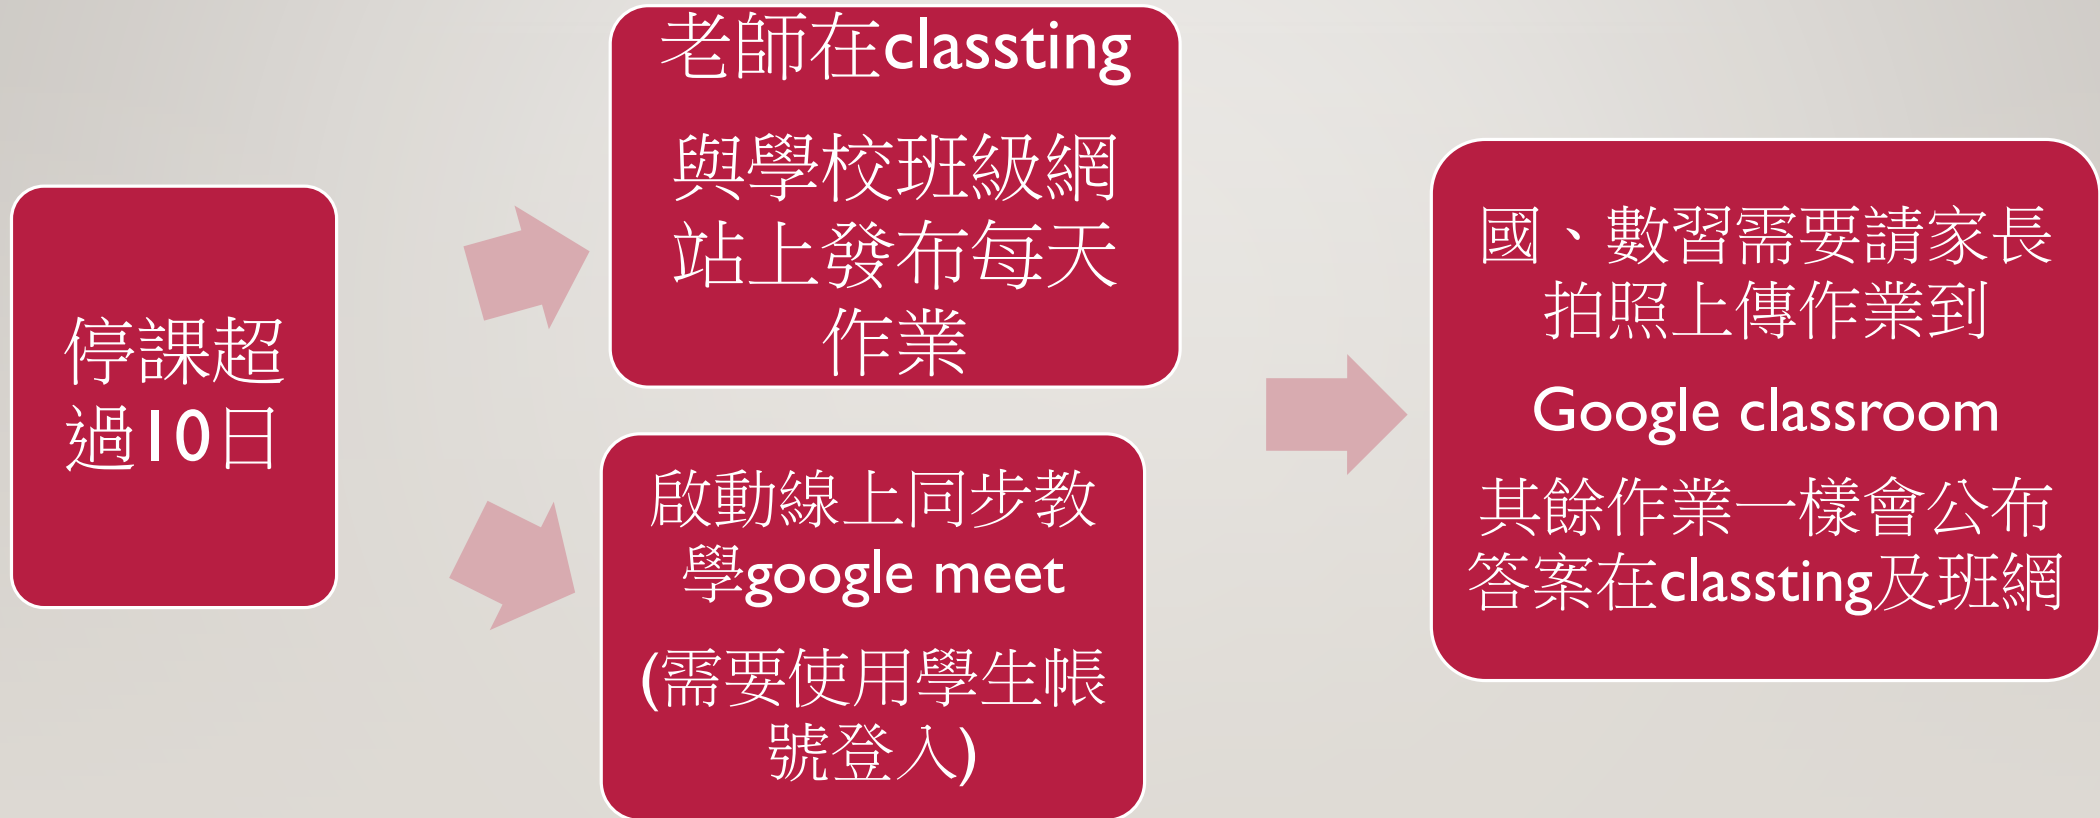 停課超
過10日
老師在classting
與學校班級網
站上發布每天
作業
啟動線上同步教
學google meet
(需要使用學生帳
號登入)
國、數習需要請家長
拍照上傳作業到
Google classroom
其餘作業一樣會公布
答案在classting及班網